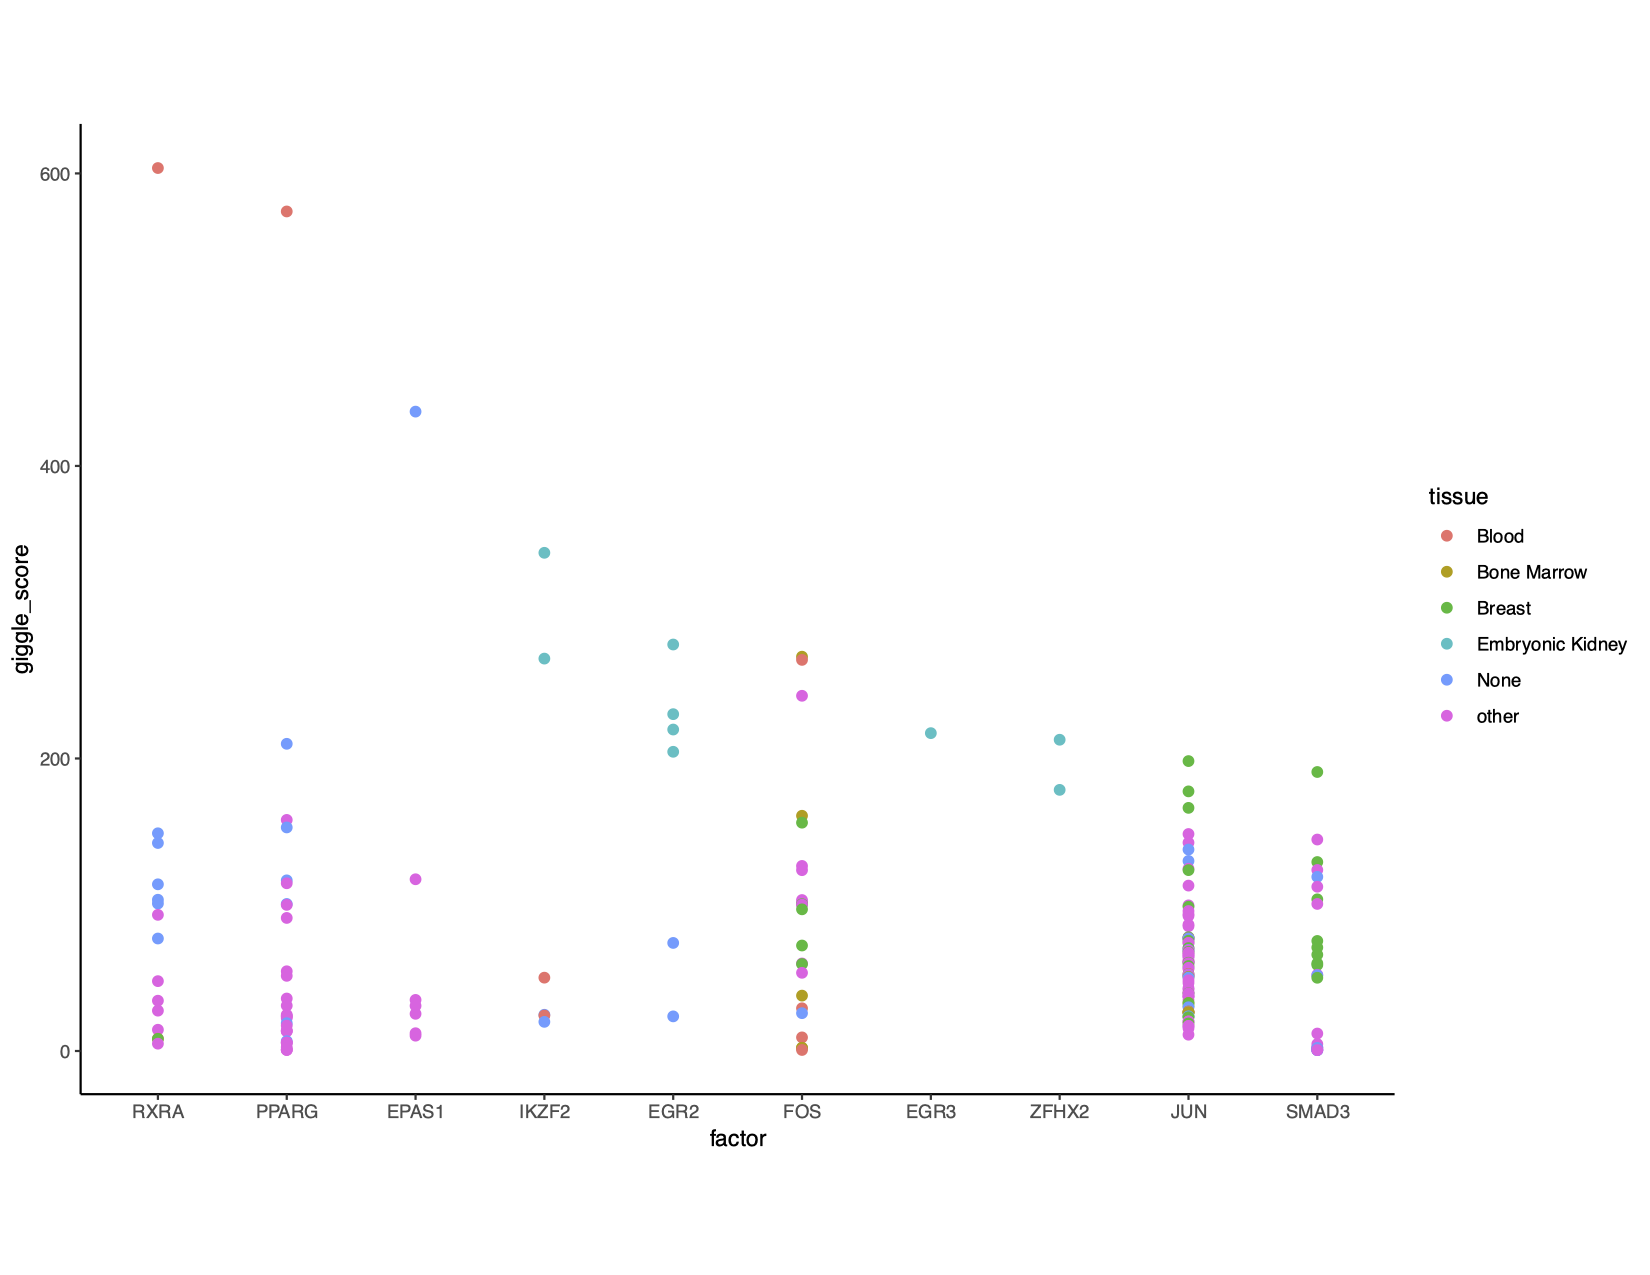 600
400
200
0
giggle_score
RXRA PPARG EPAS1 IKZF2 EGR2 FOS EGR3 ZFHX2 JUN SMAD3
factor
tissue
Blood
Bone Marrow
Breast
Embryonic Kidney
None
other